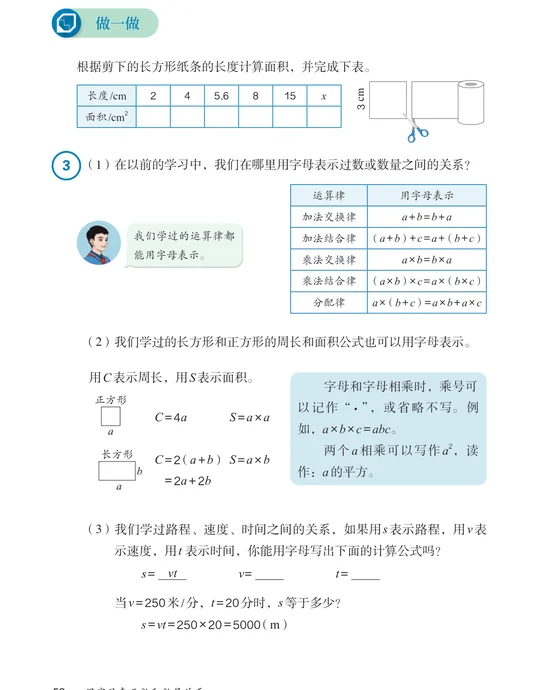 做一做
根据剪下的长方形纸条的长度计算面积，并完成下表。
长度/cm 2 4 5.6 8 15 x
面积/cm²
3 cm
3 （1）在以前的学习中，我们在哪里用字母表示过数或数量之间的关系？
运算律 用字母表示
加法交换律 a+b=b+a
加法结合律 （a+b）+c=a+（b+c）
乘法交换律 a×b=b×a
乘法结合律 （a×b）×c=a×（b×c）
分配律 a×（b+c）=a×b+a×c
我们学过的运算律都
能用字母表示。
（2）我们学过的长方形和正方形的周长和面积公式也可以用字母表示。
用C表示周长，用S表示面积。
正方形
a
C=4a S=a×a
长方形
b
a
C=2（a+b） S=a×b
=2a+2b
字母和字母相乘时，乘号可
以记作“·”，或省略不写。例
如，a×b×c=abc。
两个a相乘可以写作a²，读
作：a的平方。
（3）我们学过路程、速度、时间之间的关系，如果用s表示路程，用v表
示速度，用t表示时间，你能用字母写出下面的计算公式吗？
s=vt v=____ t=____
当v=250米/分，t=20分时，s等于多少？
s=vt=250×20=5000（m）